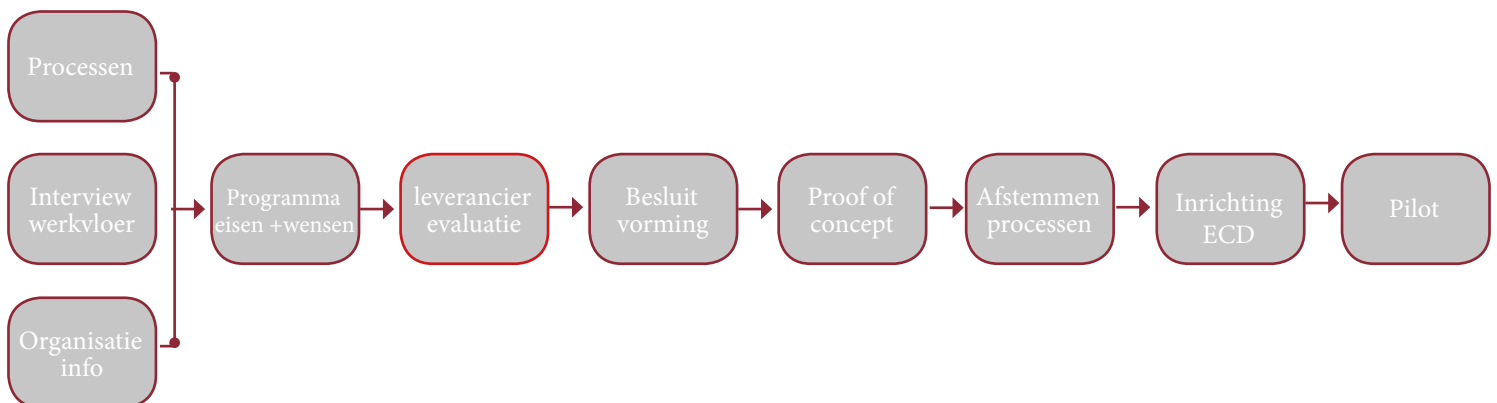 Processen
Interview
werkvloer
Organisatie
info
Programma
eisen +wensen
leverancier
evaluatie
Besluit
vorming
Proof of
concept
Afstemmen
processen
Inrichting
ECD
Pilot